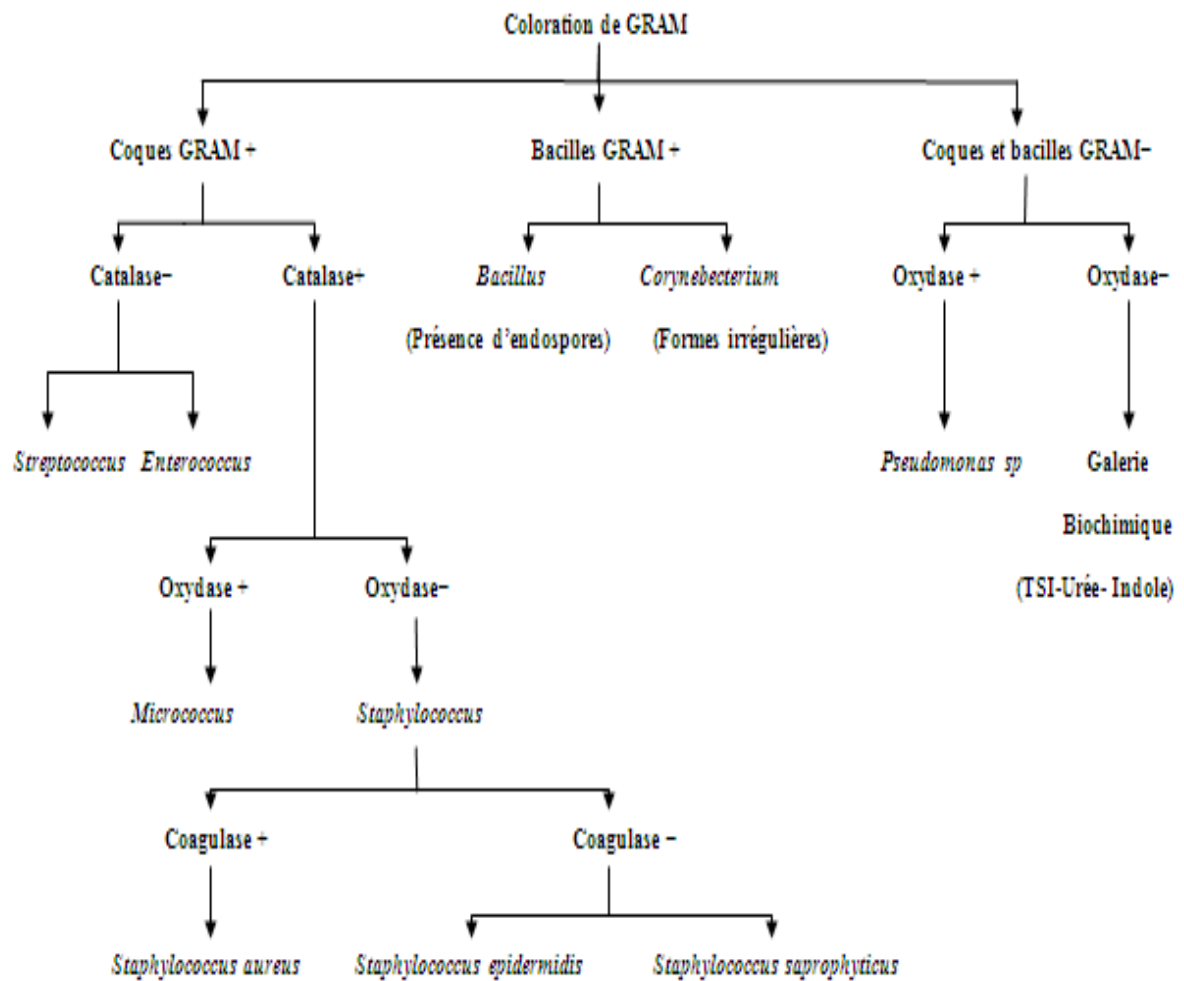 Coloration de GRAM
Coques GRAM +
Bacilles GRAM +
Coques et bacilles GRAM−
Catalase−
Catalase+
Bacillus
Corynebecterium
Oxydase +
Oxydase−
(Présence d’endospores)
(Formes irrégulières)
Streptococcus
Enterococcus
Pseudomonas sp
Galerie
Biochimique
(TSI-Urée- Indole)
Oxydase +
Oxydase−
Micrococcus
Staphylococcus
Coagulase +
Coagulase −
Staphylococcus aureus
Staphylococcus epidermidis
Staphylococcus saprophyticus